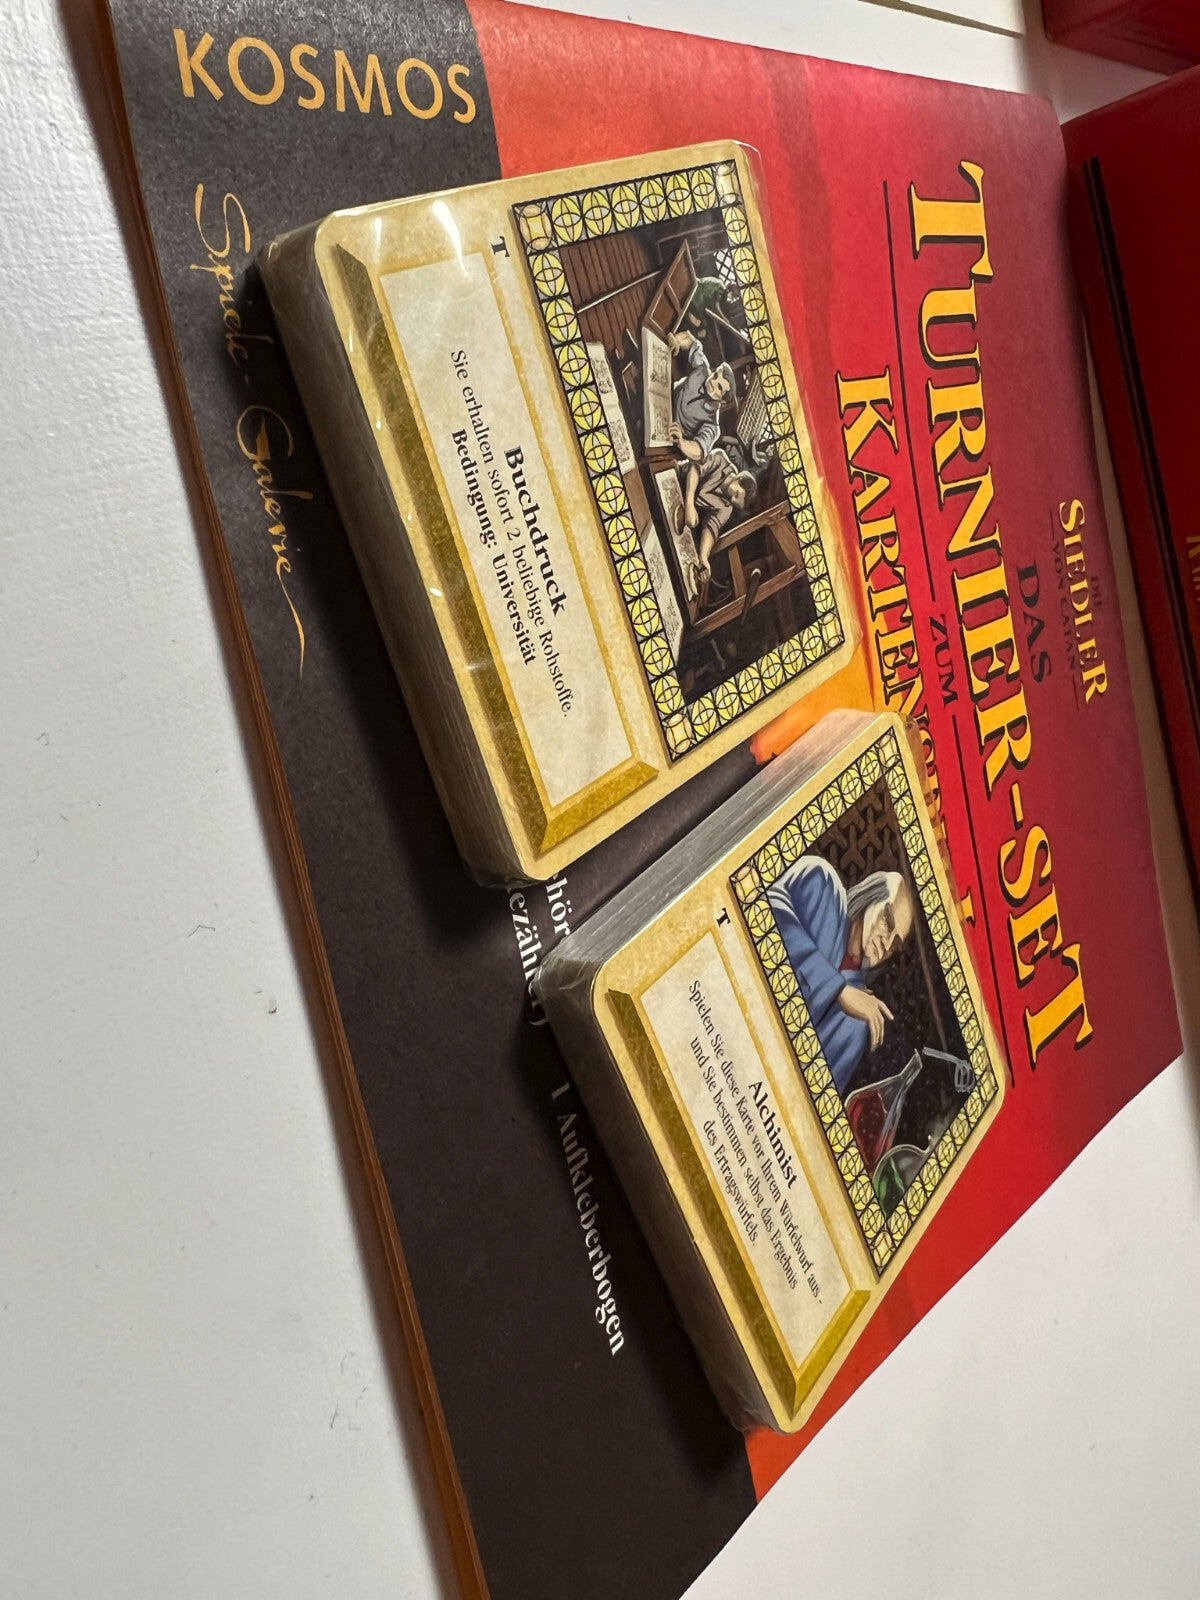 KOSMOS
Spiele · Galerie
DIE
SIEDLER
VON CATAN
DAS
TURNIER-SET
ZUM
T
Buchdruck
Sie erhalten sofort 2 beliebige Rohstoffe.
Bedingung: Universität
T
Alchimist
Spielen Sie diese Karte vor Ihrem Würfelwurf aus -
und Sie bestimmen selbst das Ergebnis
des Ertragswürfels.
1 Aufkleberbogen